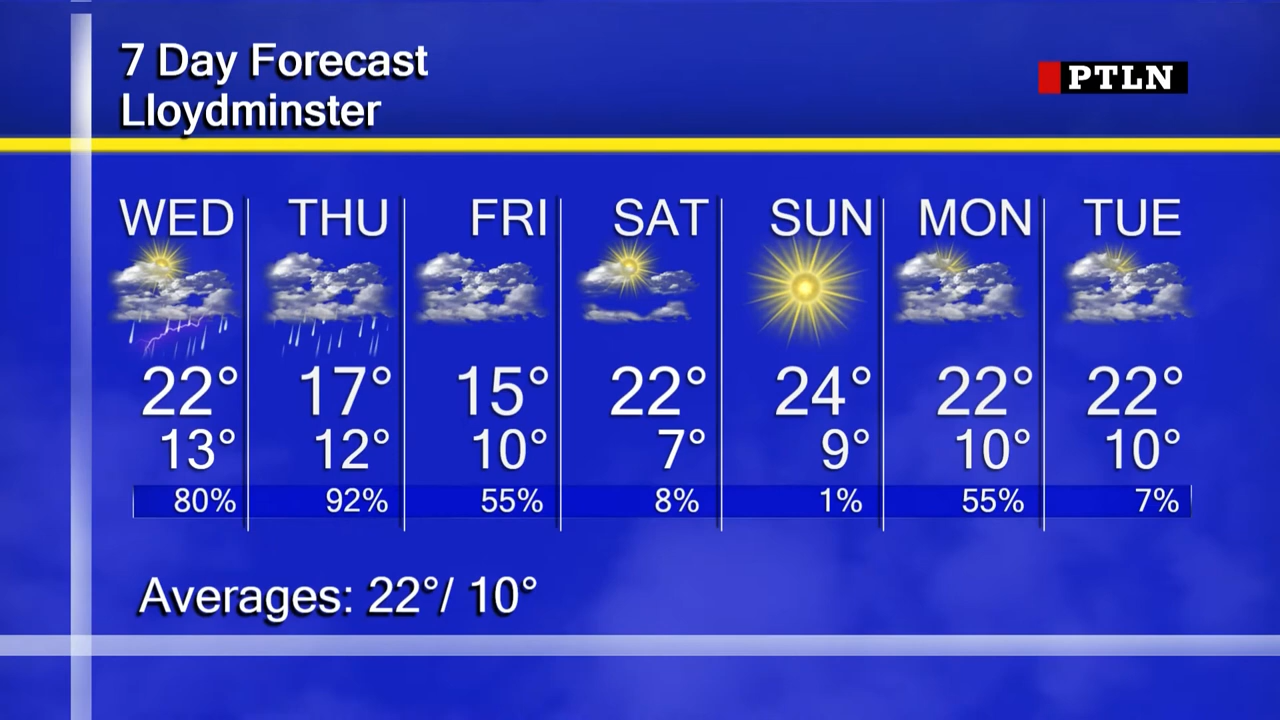 7 Day Forecast
Lloydminster
PTLN
WED THU FRI SAT SUN MON TUE
22° 17° 15° 22° 24° 22° 22°
13° 12° 10° 7° 9° 10° 10°
80% 92% 55% 8% 1% 55% 7%
Averages: 22°/ 10°